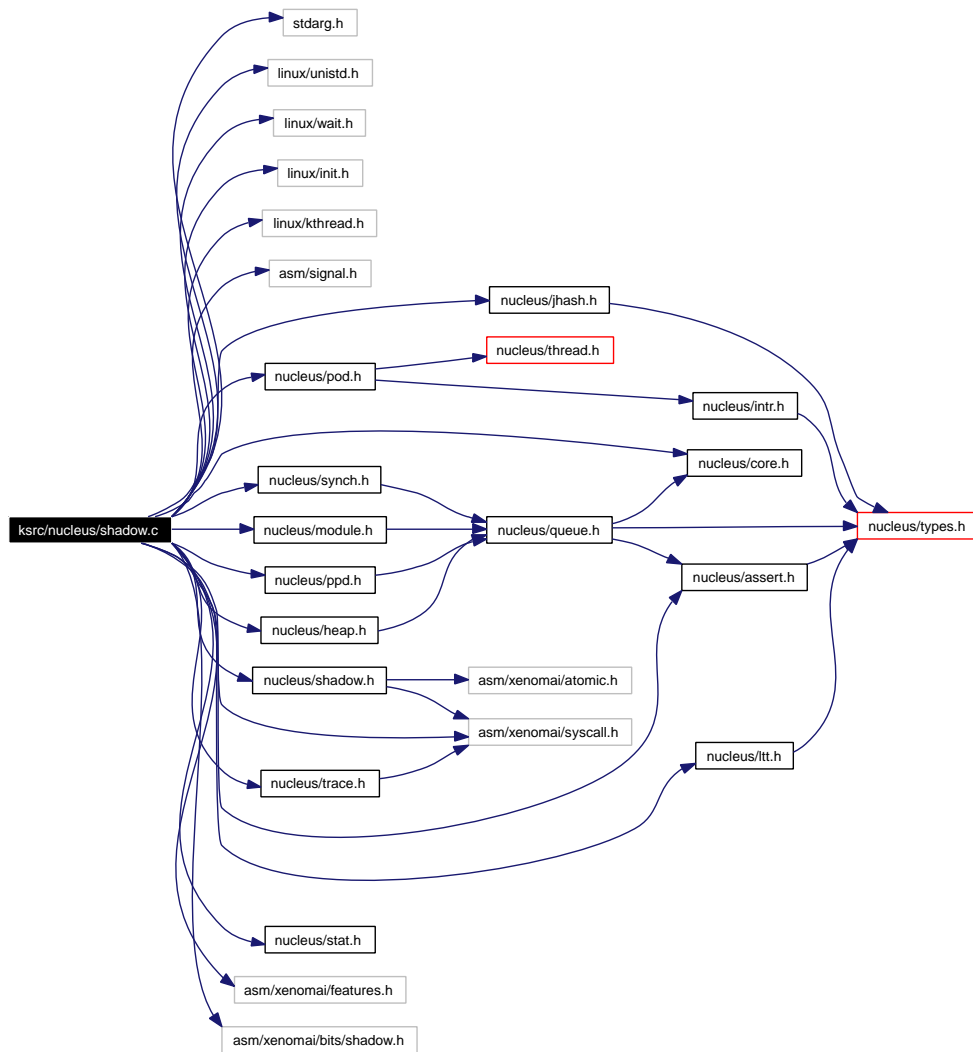 stdarg.h
linux/unistd.h
linux/wait.h
linux/init.h
linux/kthread.h
asm/signal.h
nucleus/jhash.h
nucleus/thread.h
nucleus/pod.h
nucleus/intr.h
nucleus/core.h
nucleus/synch.h
ksrc/nucleus/shadow.c
nucleus/module.h
nucleus/queue.h
nucleus/types.h
nucleus/ppd.h
nucleus/assert.h
nucleus/heap.h
nucleus/shadow.h
asm/xenomai/atomic.h
asm/xenomai/syscall.h
nucleus/ltt.h
nucleus/trace.h
nucleus/stat.h
asm/xenomai/features.h
asm/xenomai/bits/shadow.h